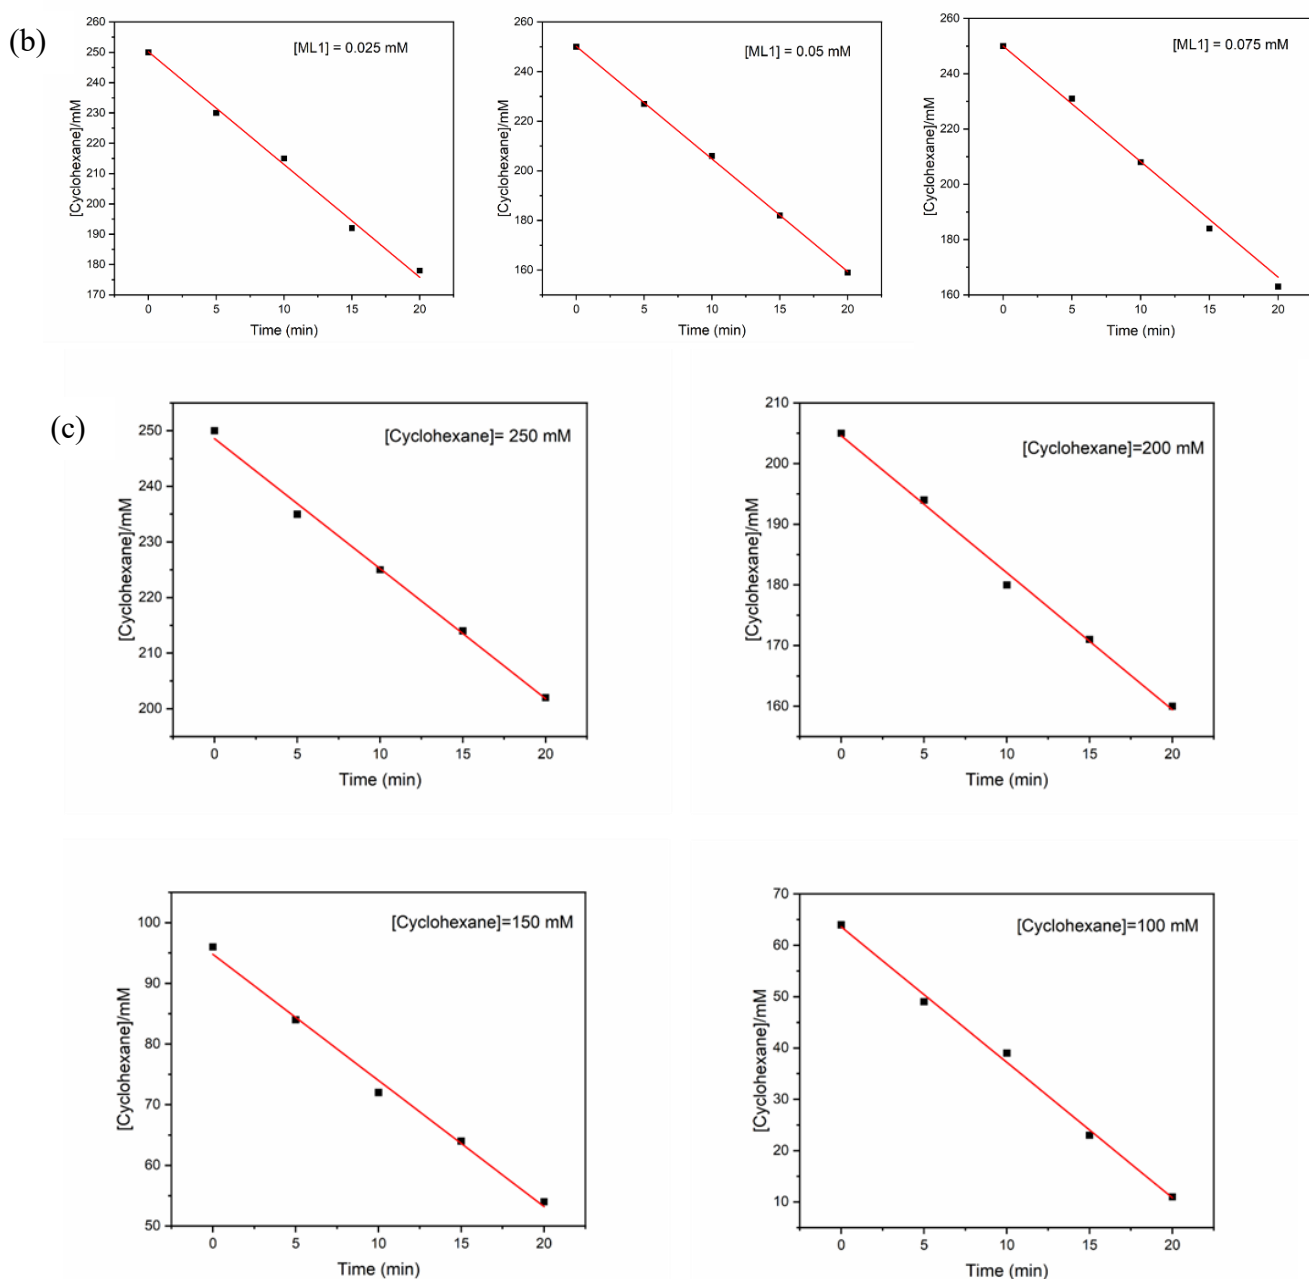 (b)
[ML1] = 0.025 mM
260
250
240
230
220
210
200
190
180
170
[Cyclohexane]/mM
0 5 10 15 20
Time (min)
[ML1] = 0.05 mM
260
240
220
200
180
160
[Cyclohexane]/mM
0 5 10 15 20
Time (min)
[ML1] = 0.075 mM
260
240
220
200
180
160
[Cyclohexane]/mM
0 5 10 15 20
Time (min)
(c)
[Cyclohexane]= 250 mM
250
240
230
220
210
200
[Cyclohexane]/mM
0 5 10 15 20
Time (min)
[Cyclohexane]=200 mM
210
200
190
180
170
160
[Cyclohexane]/mM
0 5 10 15 20
Time (min)
[Cyclohexane]=150 mM
100
90
80
70
60
50
[Cyclohexane]/mM
0 5 10 15 20
Time (min)
[Cyclohexane]=100 mM
70
60
50
40
30
20
10
[Cyclohexane]/mM
0 5 10 15 20
Time (min)